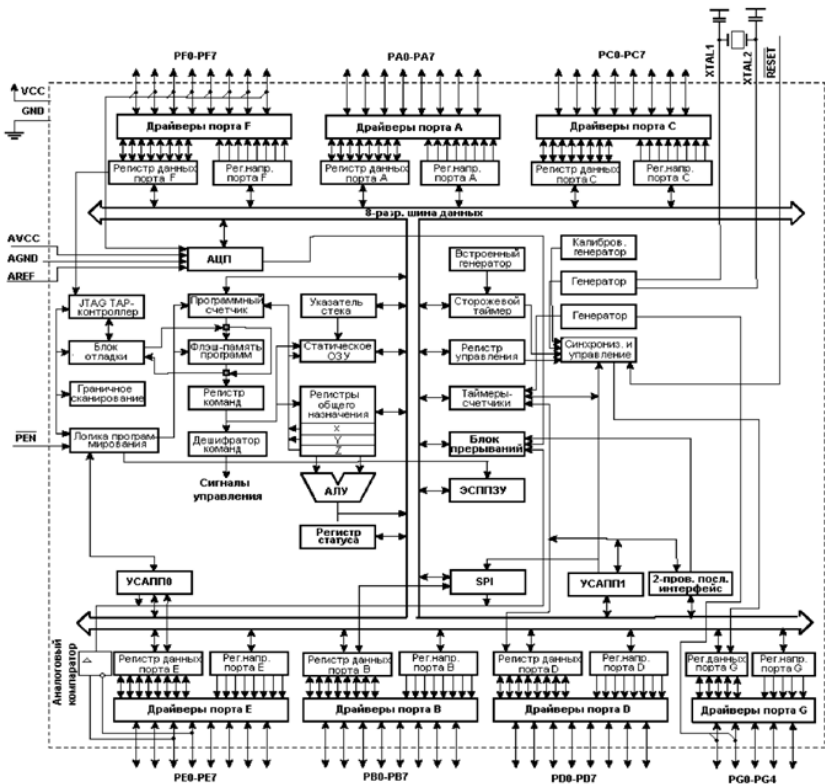 PF0-PF7
PA0-PA7
PC0-PC7
XTAL1
XTAL2
RESET
VCC
GND
Драйверы порта F
Драйверы порта A
Драйверы порта C
Регистр данных
порта F
Рег.напр.
порта F
Регистр данных
порта A
Рег.напр.
порта A
Регистр данных
порта C
Рег.напр.
порта C
8-разр. шина данных
AVCC
AGND
AREF
АЦП
Встроенный
генератор
Калибров.
генератор
Генератор
JTAG TAP-
контроллер
Программный
счетчик
Указатель
стека
Сторожевой
таймер
Генератор
Блок
отладки
Флэш-память
программ
Статическое
ОЗУ
Регистр
управления
Синхрониз. и
управление
Граничное
сканирование
Регистр
команд
Регистры
общего
назначения
X
Y
Z
Таймеры-
счетчики
PEN
Логика програм-
мирования
Дешифратор
команд
Блок
прерываний
Сигналы
управления
АЛУ
ЭСППЗУ
Регистр
статуса
УСАПП0
SPI
УСАПП1
2-пров. посл.
интерфейс
Аналоговый
компаратор
Регистр данных
порта E
Рег.напр.
порта E
Регистр данных
порта B
Рег.напр.
порта B
Регистр данных
порта D
Рег.напр.
порта D
Рег.данных
порта G
Рег.напр.
порта G
Драйверы порта E
Драйверы порта B
Драйверы порта D
Драйверы порта G
PE0-PE7
PB0-PB7
PD0-PD7
PG0-PG4